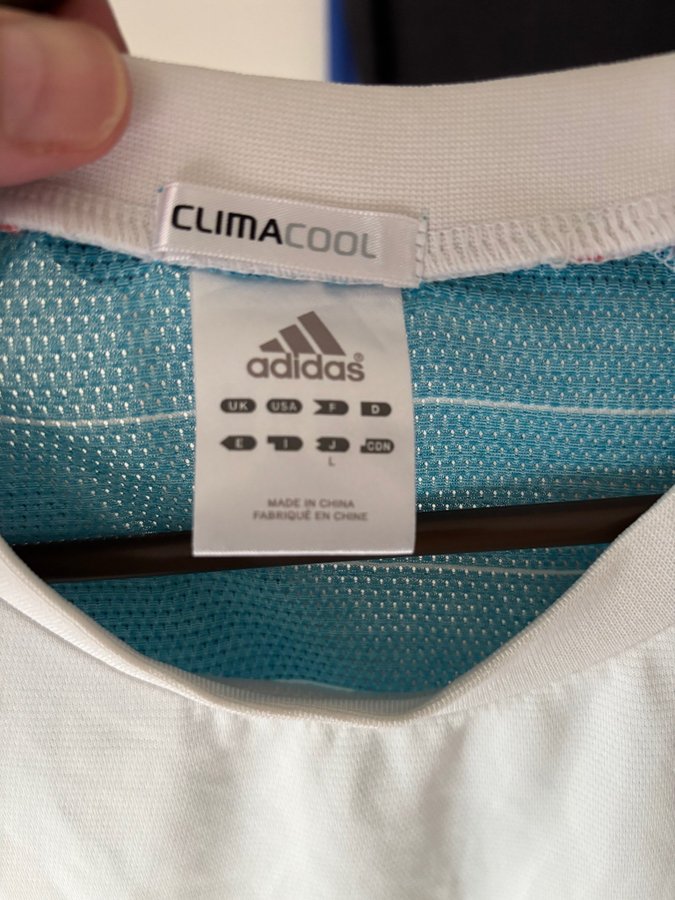 CLIMACOOL
adidas®
UK USA F D
E I J CDN
L
MADE IN CHINA
FABRIQUÉ EN CHINE